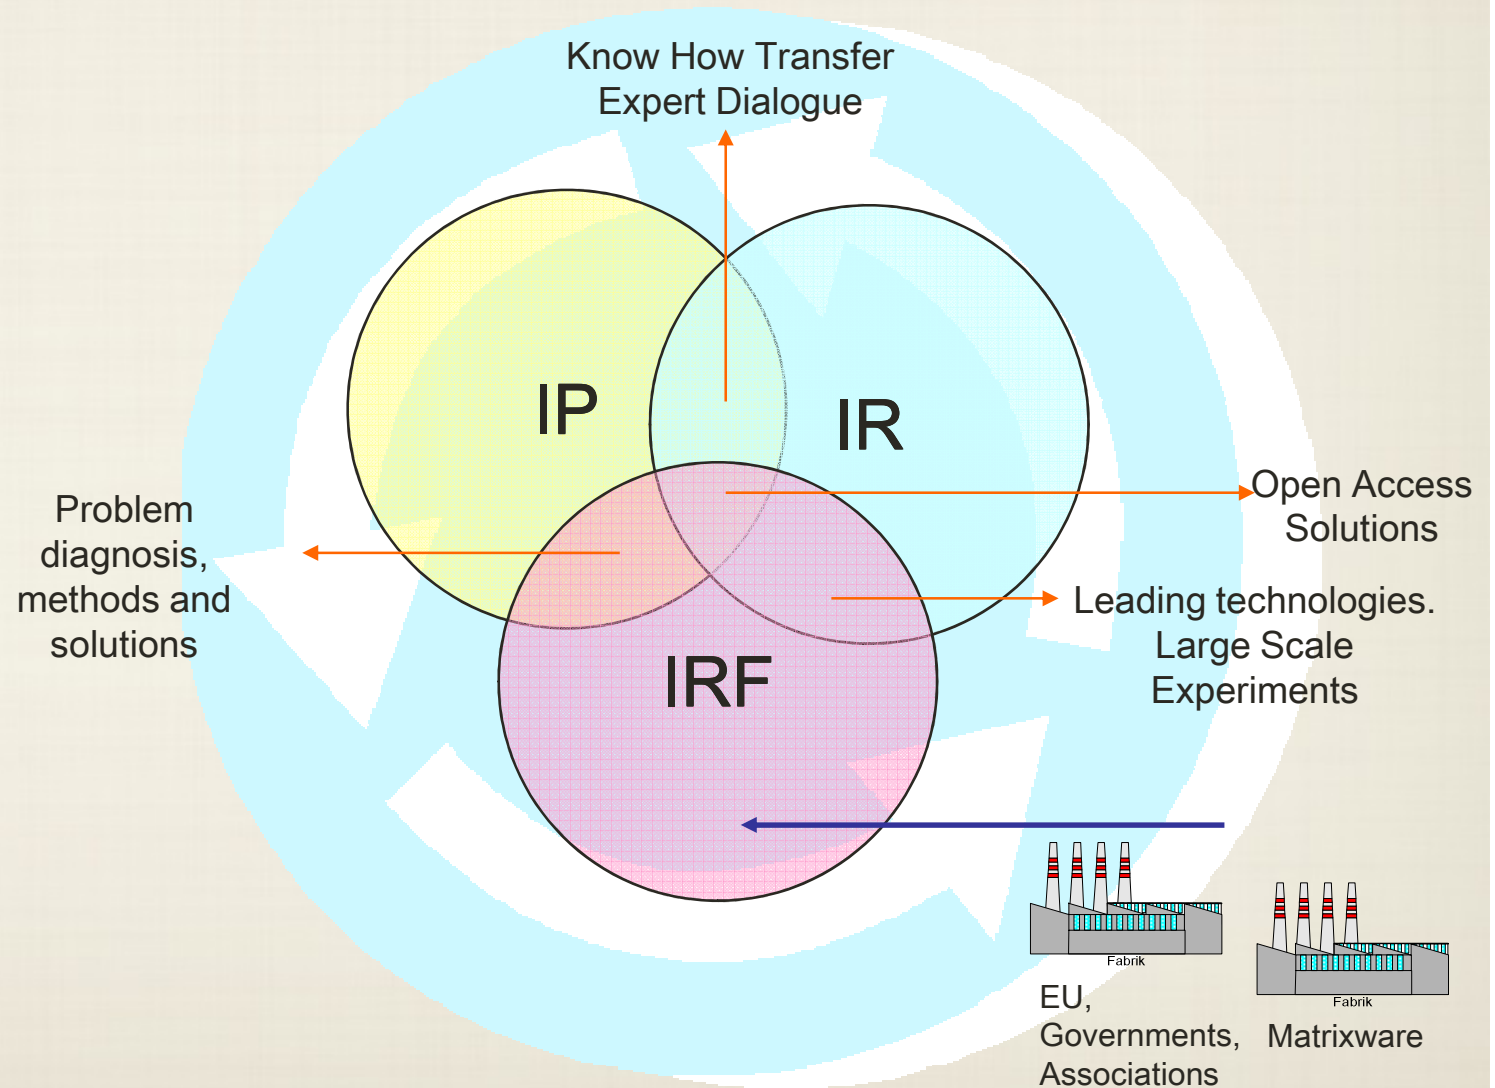 Know How Transfer
Expert Dialogue
IP
IR
Open Access
Solutions
Problem
diagnosis,
methods and
solutions
Leading technologies.
Large Scale
Experiments
IRF
Fabrik
Fabrik
EU,
Governments,
Associations
Matrixware